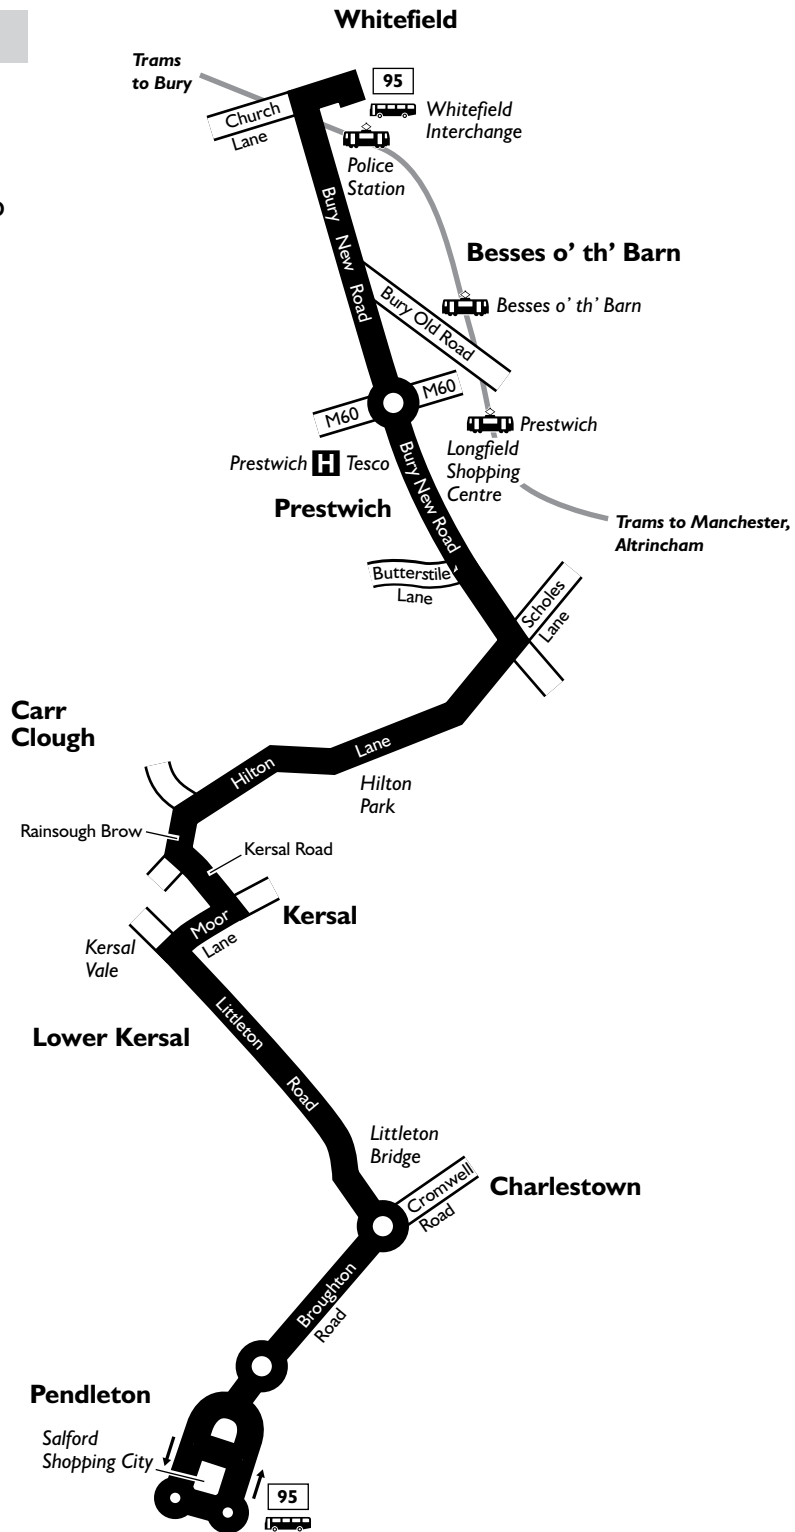 Whitefield
Trams
to Bury
95
Church
Lane
Whitefield
Interchange
Police
Station
Bury New Road
Besses o’ th’ Barn
Besses o’ th’ Barn
Bury Old Road
M60
M60
Prestwich
Prestwich H Tesco
Longfield
Shopping
Centre
Bury New Road
Prestwich
Trams to Manchester,
Altrincham
Butterstile
Lane
Scholes
Lane
Carr
Clough
Hilton Lane
Hilton
Park
Rainsough Brow
Kersal Road
Kersal
Moor
Lane
Kersal
Vale
Littleton Road
Lower Kersal
Littleton
Bridge
Cromwell
Road
Charlestown
Broughton
Road
Pendleton
Salford
Shopping City
95